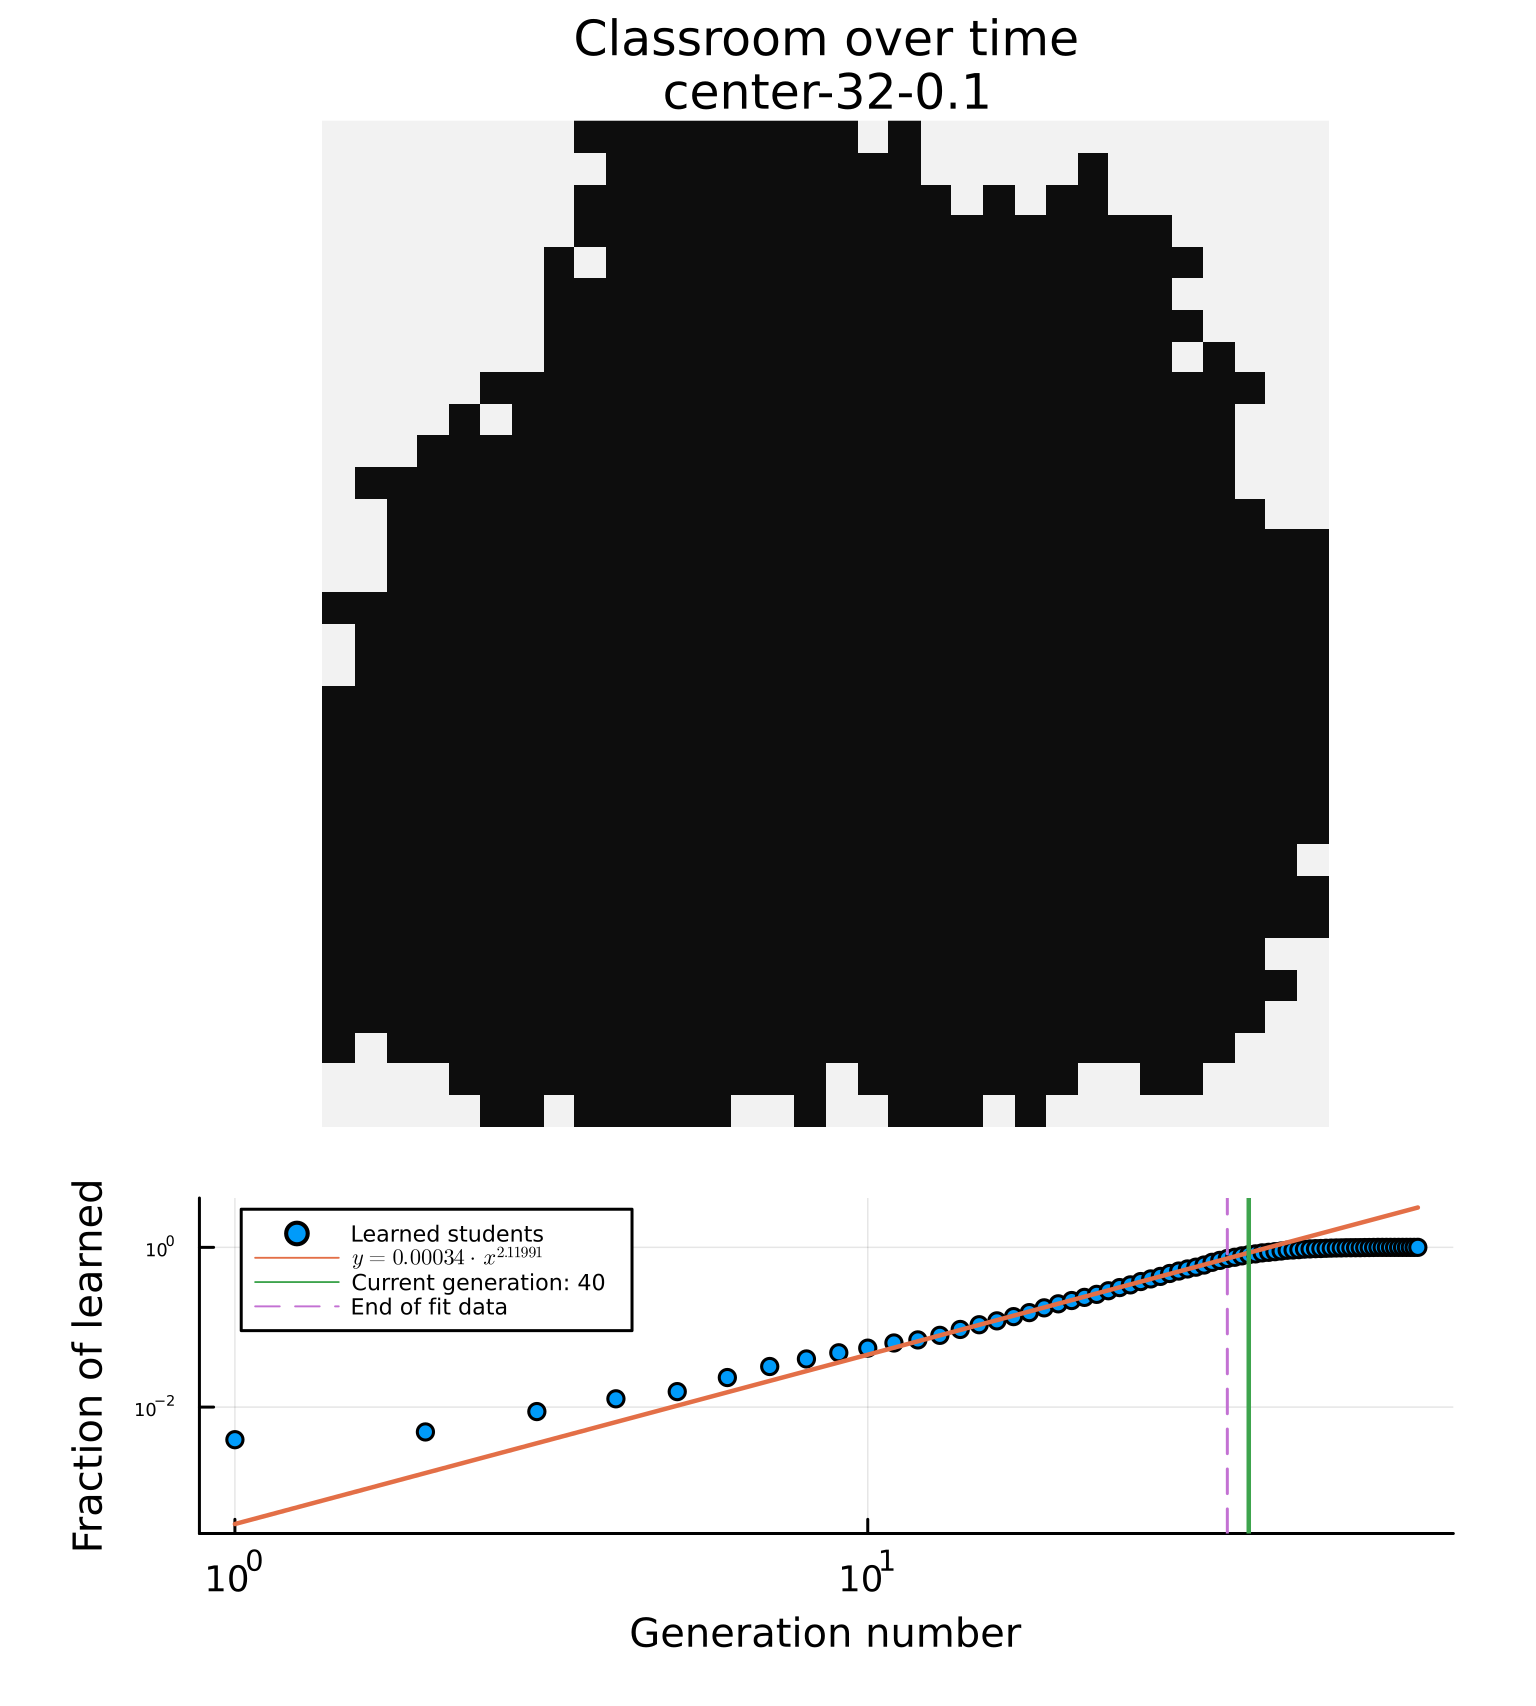 Classroom over time
center-32-0.1
Fraction of learned
10^0
10^-2
Learned students
y = 0.00034 · x^2.11991
Current generation: 40
End of fit data
10^0
10^1
Generation number